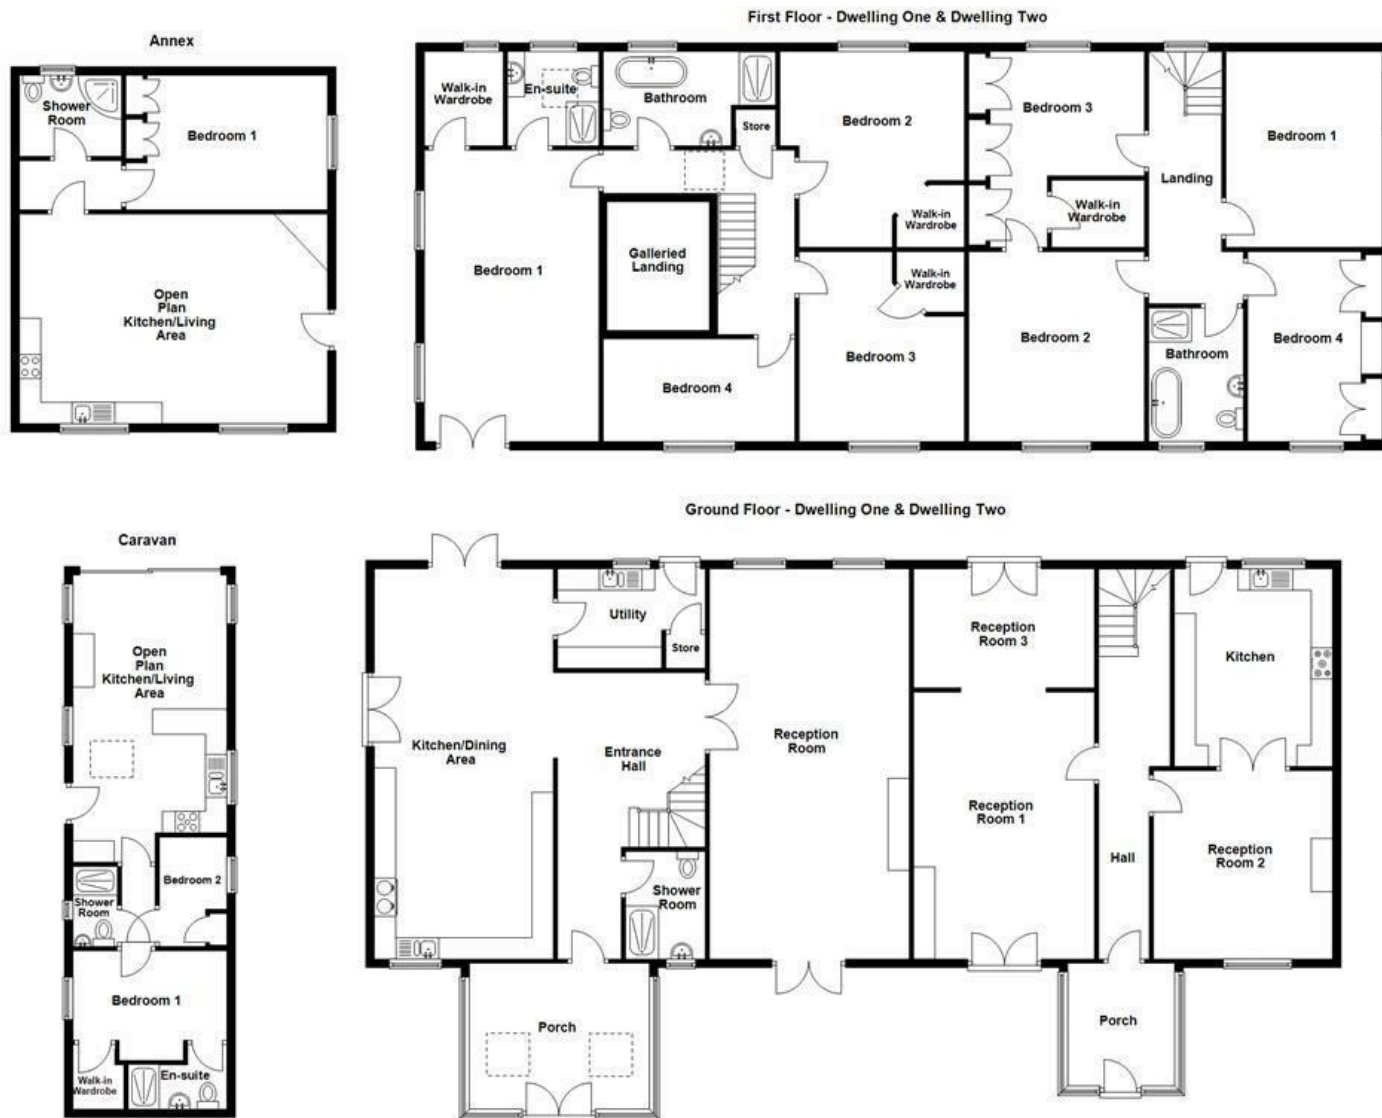 First Floor - Dwelling One & Dwelling Two
Annex
Shower
Room
Bedroom 1
Open
Plan
Kitchen/Living
Area
Walk-in
Wardrobe
En-suite
Bathroom
Store
Bedroom 2
Bedroom 3
Bedroom 1
Landing
Walk-in
Wardrobe
Walk-in
Wardrobe
Galleried
Landing
Bedroom 1
Walk-in
Wardrobe
Bedroom 3
Bedroom 4
Bedroom 2
Bathroom
Bedroom 4
Ground Floor - Dwelling One & Dwelling Two
Caravan
Open
Plan
Kitchen/Living
Area
Bedroom 2
Shower
Room
Bedroom 1
Walk-in
Wardrobe
En-suite
Utility
Store
Kitchen/Dining
Area
Entrance
Hall
Reception
Room
Shower
Room
Porch
Reception
Room 3
Reception
Room 1
Hall
Kitchen
Reception
Room 2
Porch